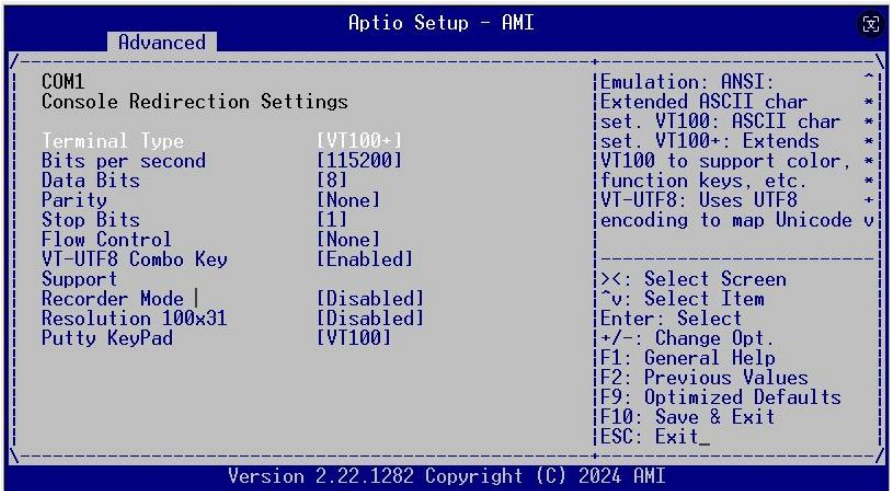 Aptio Setup - AMI
Advanced
COM1
Console Redirection Settings
Terminal Type [VT100+]
Bits per second [115200]
Data Bits [8]
Parity [None]
Stop Bits [1]
Flow Control [None]
VT-UTF8 Combo Key [Enabled]
Support
Recorder Mode [Disabled]
Resolution 100x31 [Disabled]
Putty KeyPad [VT100]
Emulation: ANSI: ^
Extended ASCII char *
set. VT100: ASCII char *
set. VT100+: Extends *
VT100 to support color, *
function keys, etc. *
VT-UTF8: Uses UTF8 +
encoding to map Unicode v
><: Select Screen
^v: Select Item
Enter: Select
+/-: Change Opt.
F1: General Help
F2: Previous Values
F9: Optimized Defaults
F10: Save & Exit
ESC: Exit_
Version 2.22.1282 Copyright (C) 2024 AMI